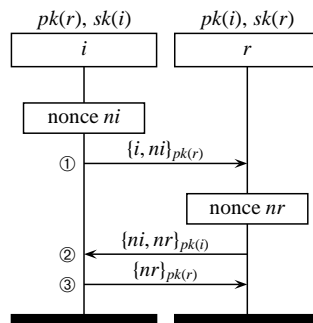 pk(r), sk(i) pk(i), sk(r)
i r
nonce ni
① {i, ni}pk(r)
nonce nr
② {ni, nr}pk(i)
③ {nr}pk(r)